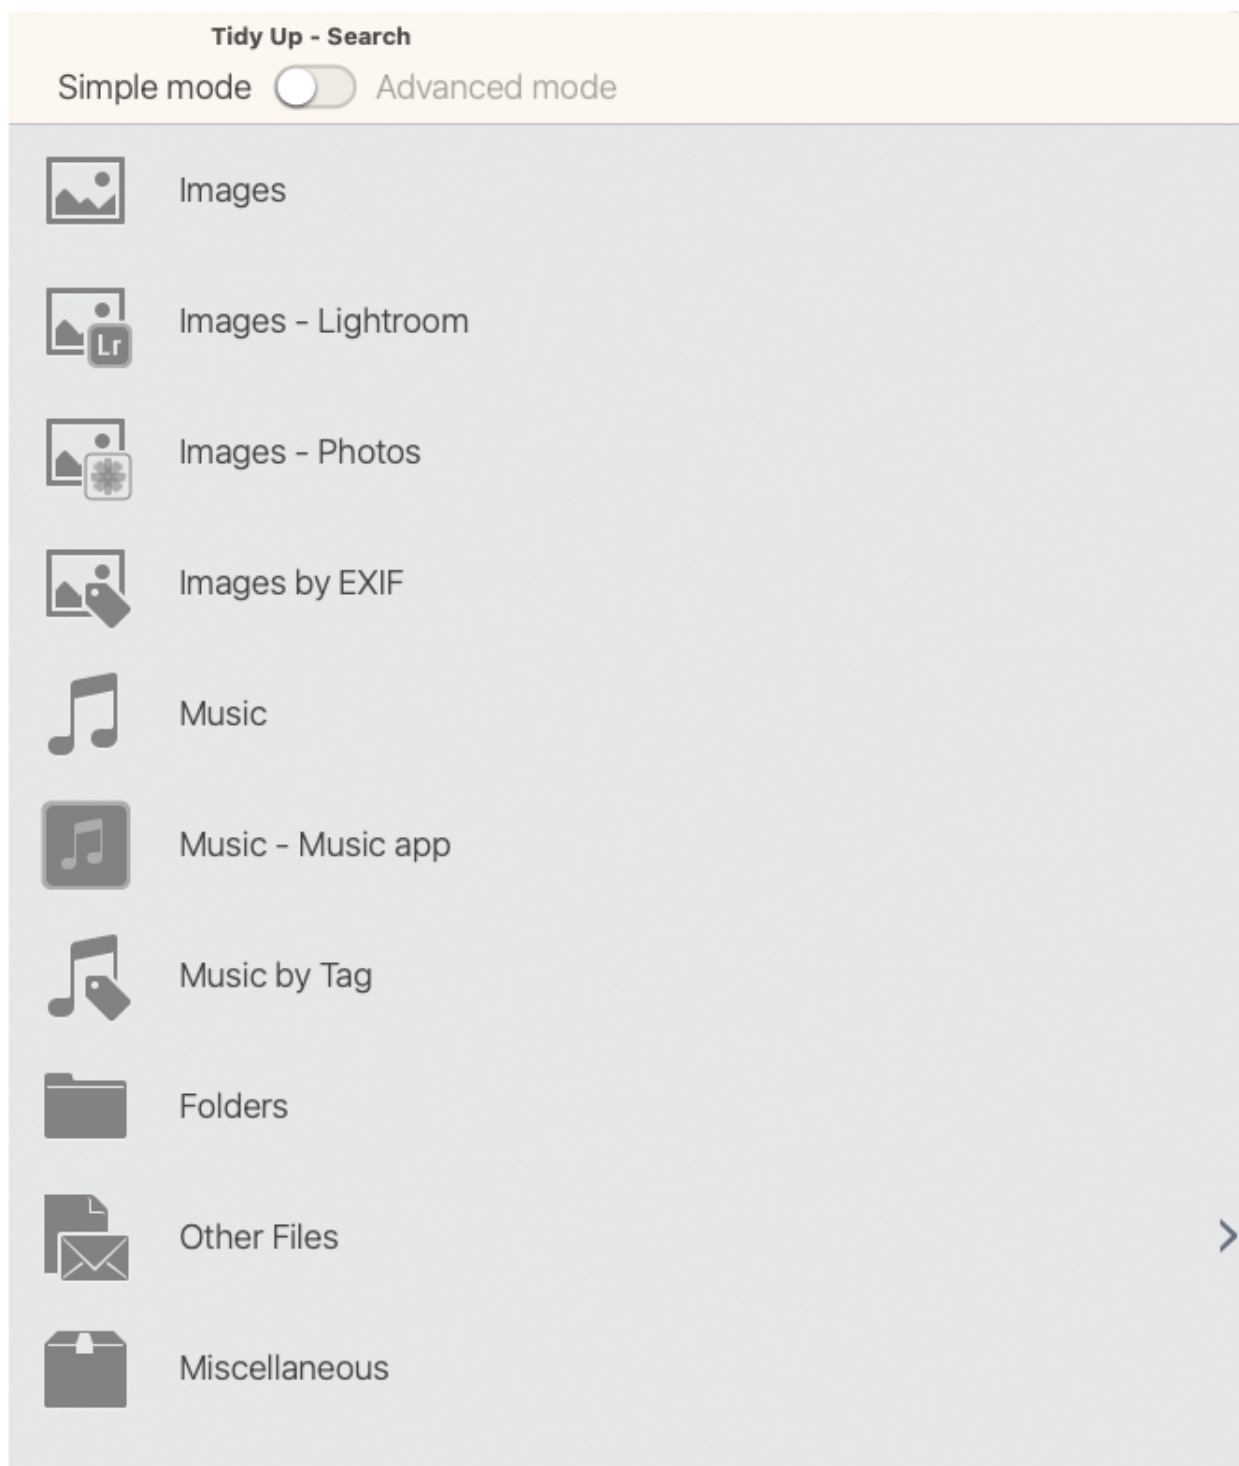 Tidy Up - Search
Simple mode Advanced mode
Images
Lr
Images - Lightroom
Images - Photos
Images by EXIF
Music
Music - Music app
Music by Tag
Folders
Other Files
Miscellaneous